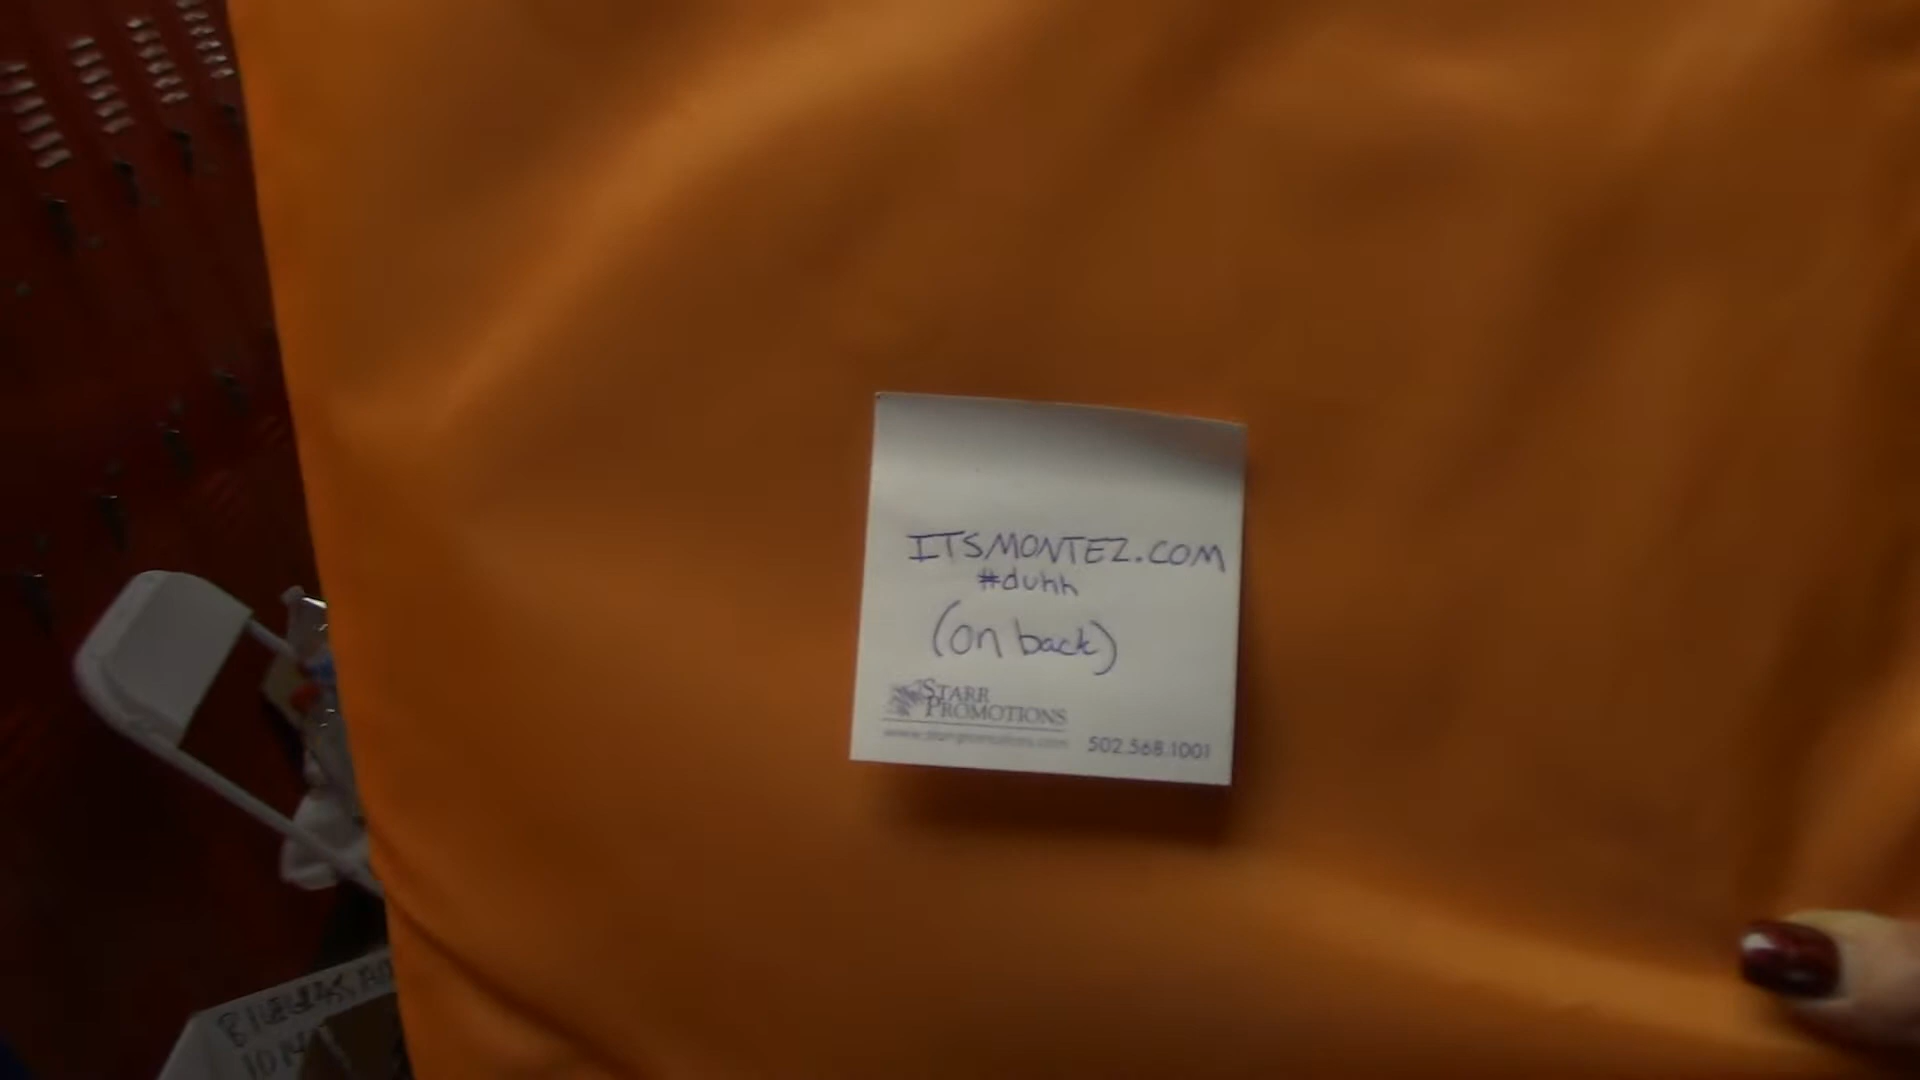 ITSMONTEZ.COM
#duhh
(on back)
STARR
PROMOTIONS
502.568.1001